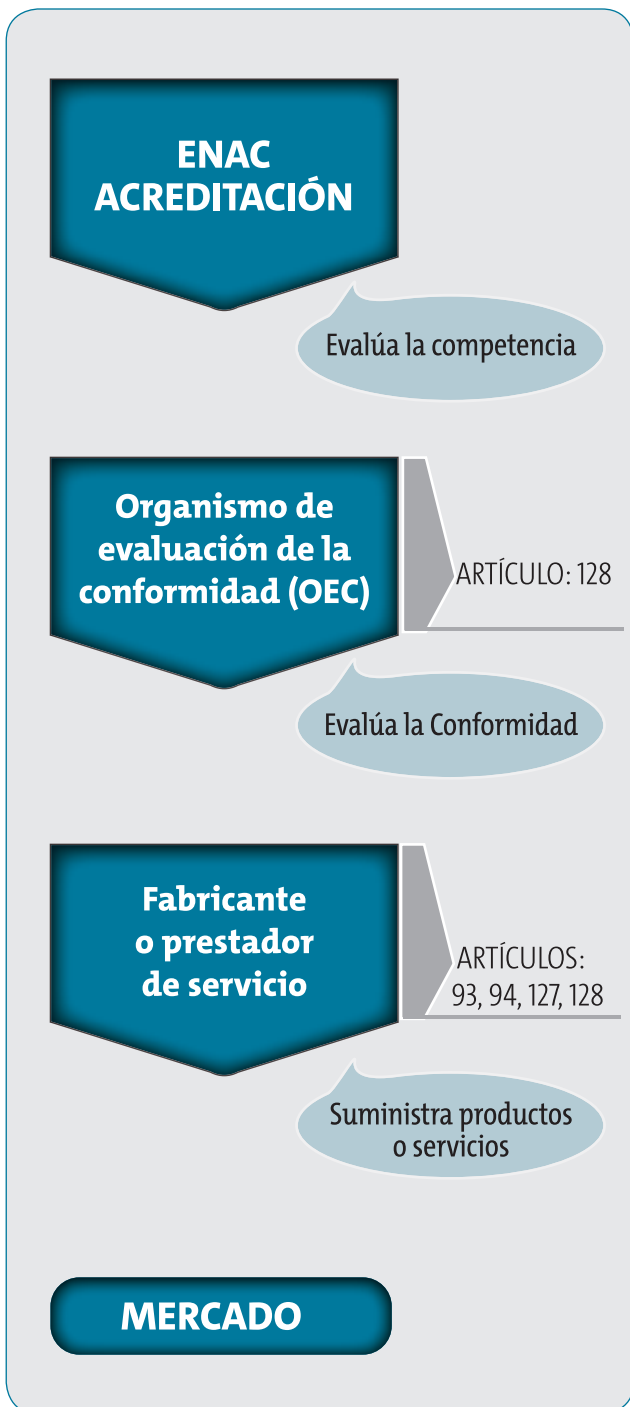 ENAC
ACREDITACIÓN
Evalúa la competencia
Organismo de
evaluación de la
conformidad (OEC)
ARTÍCULO: 128
Evalúa la Conformidad
Fabricante
o prestador
de servicio
ARTÍCULOS:
93, 94, 127, 128
Suministra productos
o servicios
MERCADO